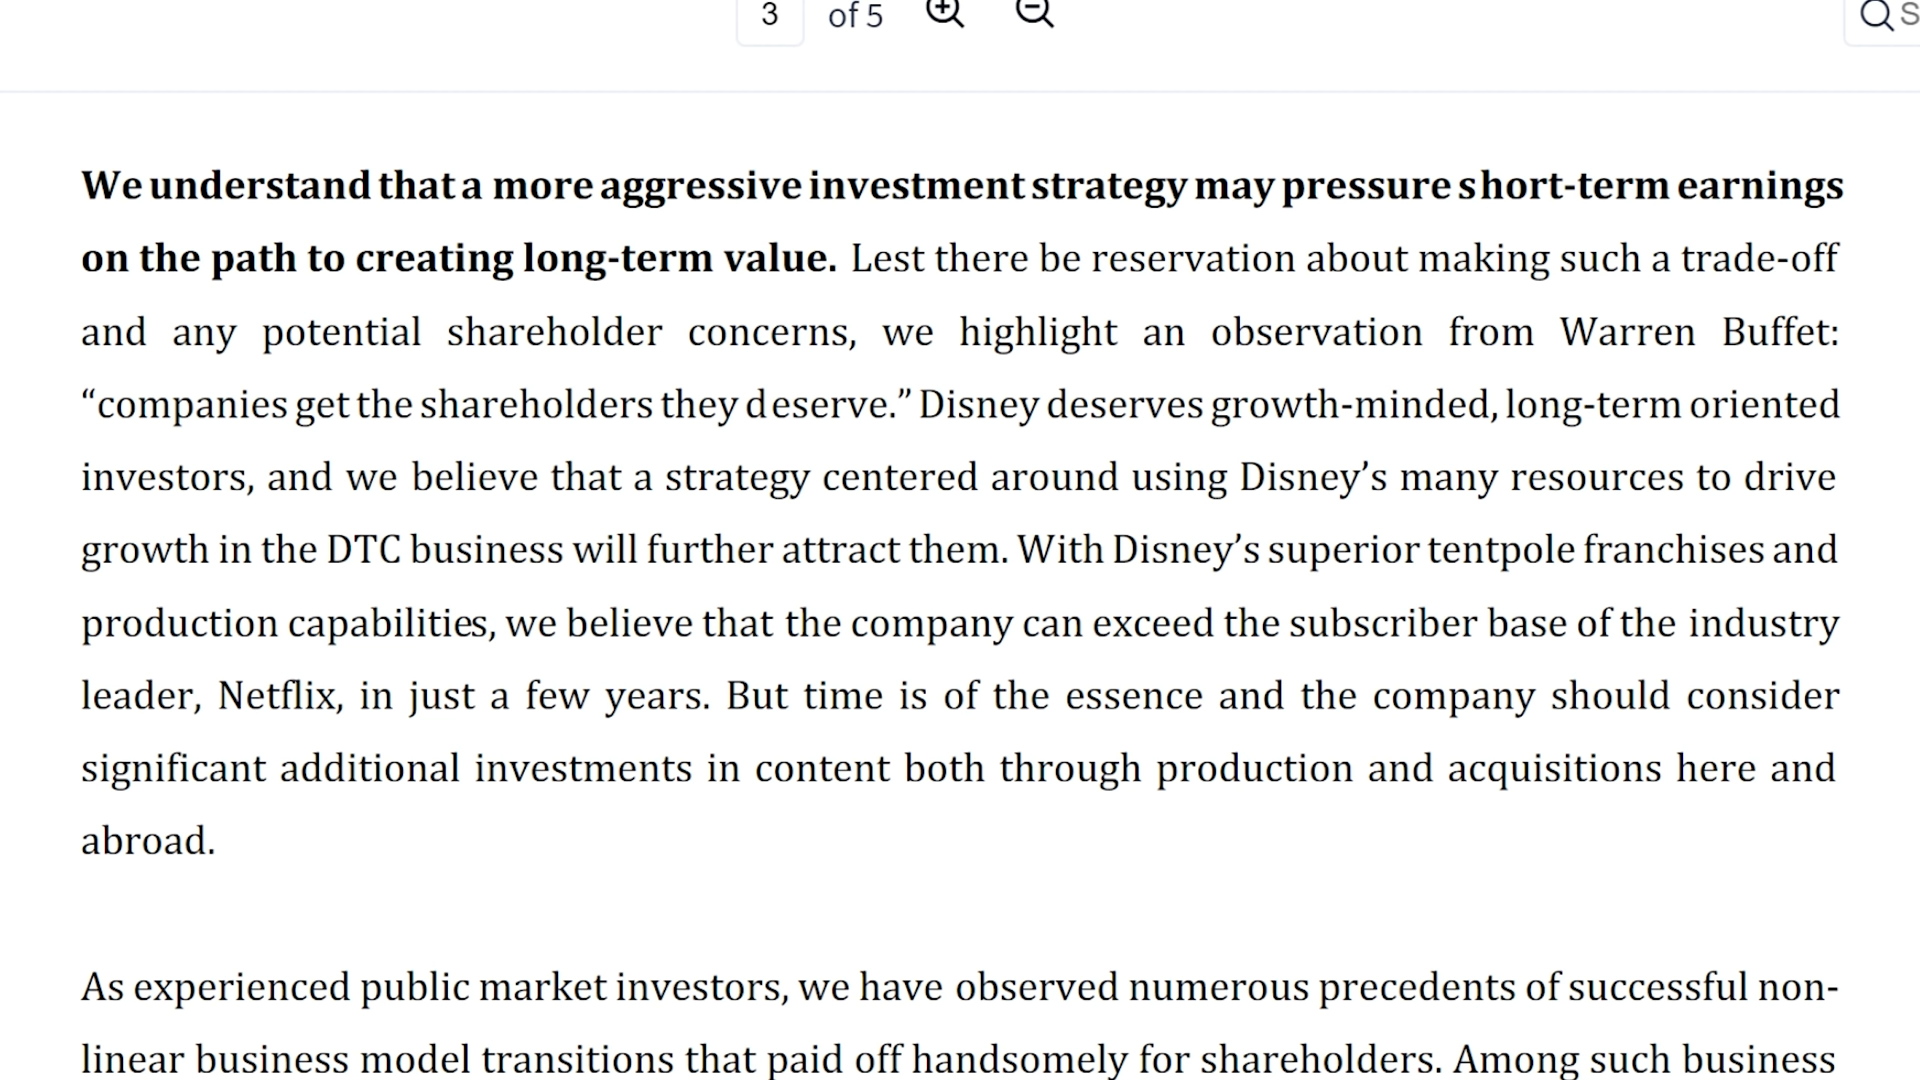 3 of 5 S
We understand that a more aggressive investment strategy may pressure short-term earnings
on the path to creating long-term value. Lest there be reservation about making such a trade-off
and any potential shareholder concerns, we highlight an observation from Warren Buffet:
“companies get the shareholders they deserve.” Disney deserves growth-minded, long-term oriented
investors, and we believe that a strategy centered around using Disney’s many resources to drive
growth in the DTC business will further attract them. With Disney’s superior tentpole franchises and
production capabilities, we believe that the company can exceed the subscriber base of the industry
leader, Netflix, in just a few years. But time is of the essence and the company should consider
significant additional investments in content both through production and acquisitions here and
abroad.
As experienced public market investors, we have observed numerous precedents of successful non-
linear business model transitions that paid off handsomely for shareholders. Among such business